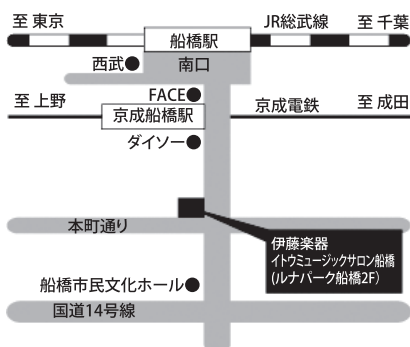 至 東京
JR総武線
至 千葉
船橋駅
西武●
南口
FACE●
至 上野
京成船橋駅
京成電鉄
至 成田
ダイソー●
本町通り
伊藤楽器
イトウミュージックサロン船橋
(ルナパーク船橋2F)
船橋市民文化ホール●
国道14号線